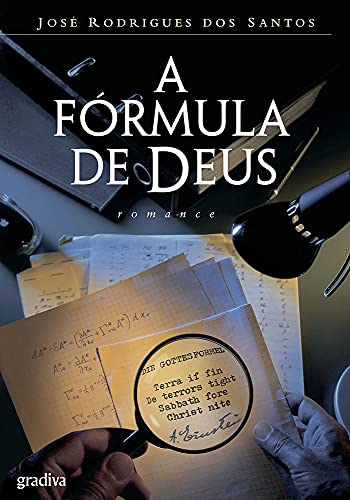 JOSÉ RODRIGUES DOS SANTOS
A
FÓRMULA
DE DEUS
romance
DIE GOTTESFORMEL
Terra if fin
De terrors tight
Sabbath fore
Christ nite
A. Einstein
gradiva